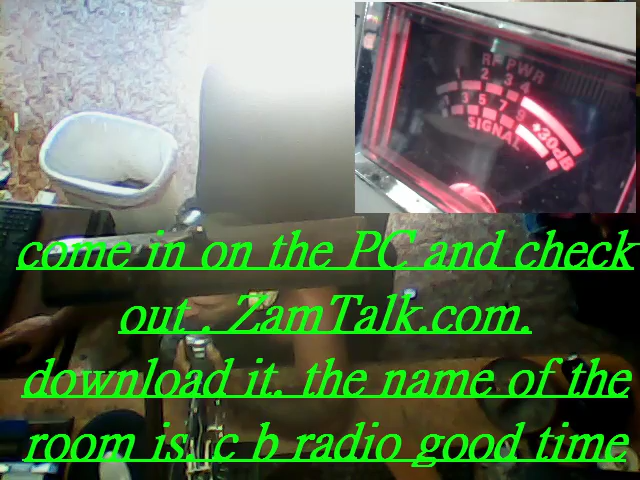 RF PWR
1 2 3 4
1 3 5 7 9 +30dB
SIGNAL
come in on the PC and check
out . ZamTalk.com.
download it. the name of the
room is. c b radio good time